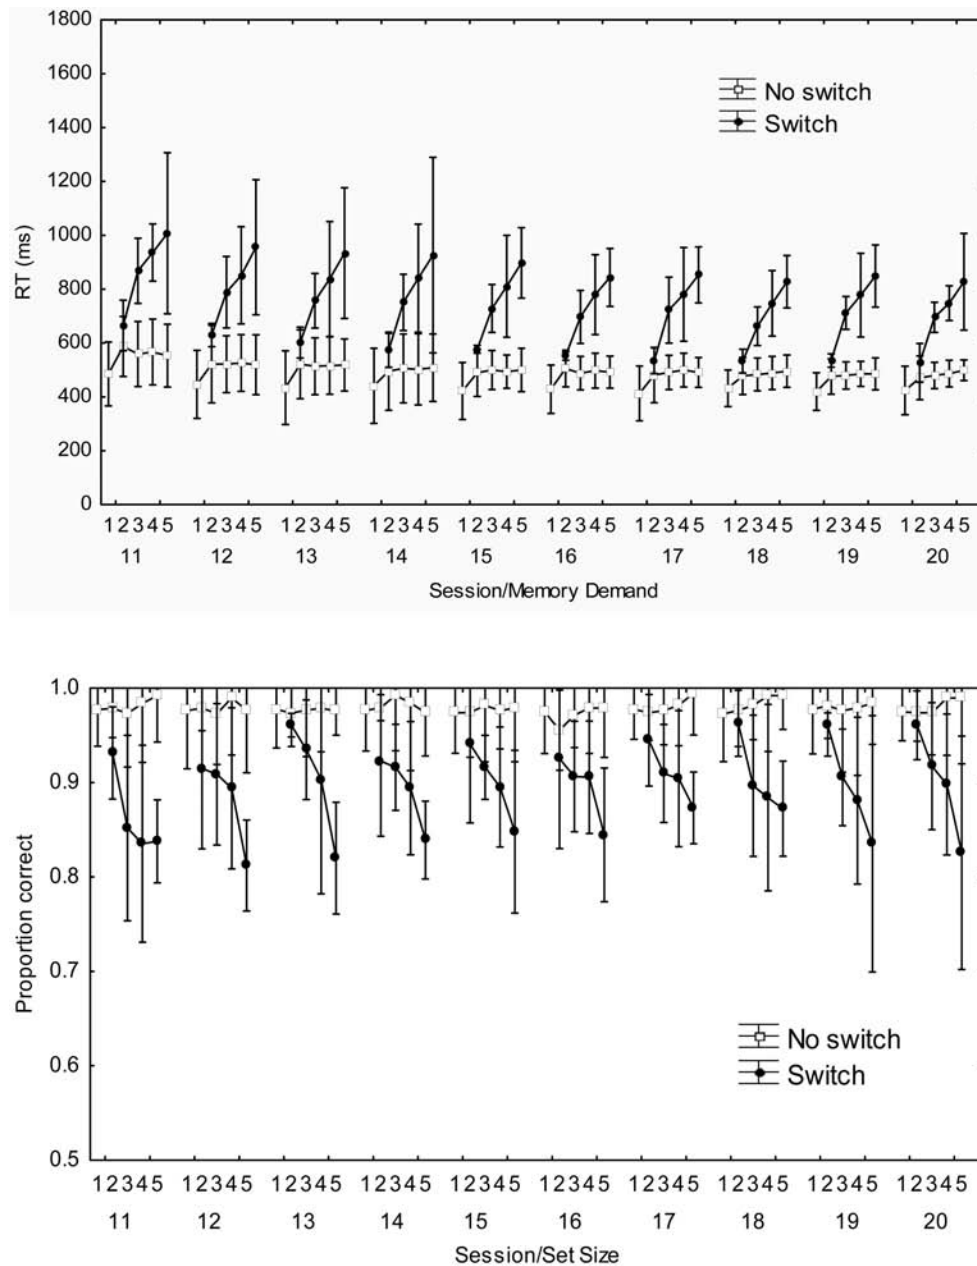 1800
1600
1400
1200
1000
800
600
400
200
0
RT (ms)
No switch
Switch
12345 12345 12345 12345 12345 12345 12345 12345 12345 12345
11 12 13 14 15 16 17 18 19 20
Session/Memory Demand
1.0
0.9
0.8
0.7
0.6
0.5
Proportion correct
No switch
Switch
12345 12345 12345 12345 12345 12345 12345 12345 12345 12345
11 12 13 14 15 16 17 18 19 20
Session/Set Size